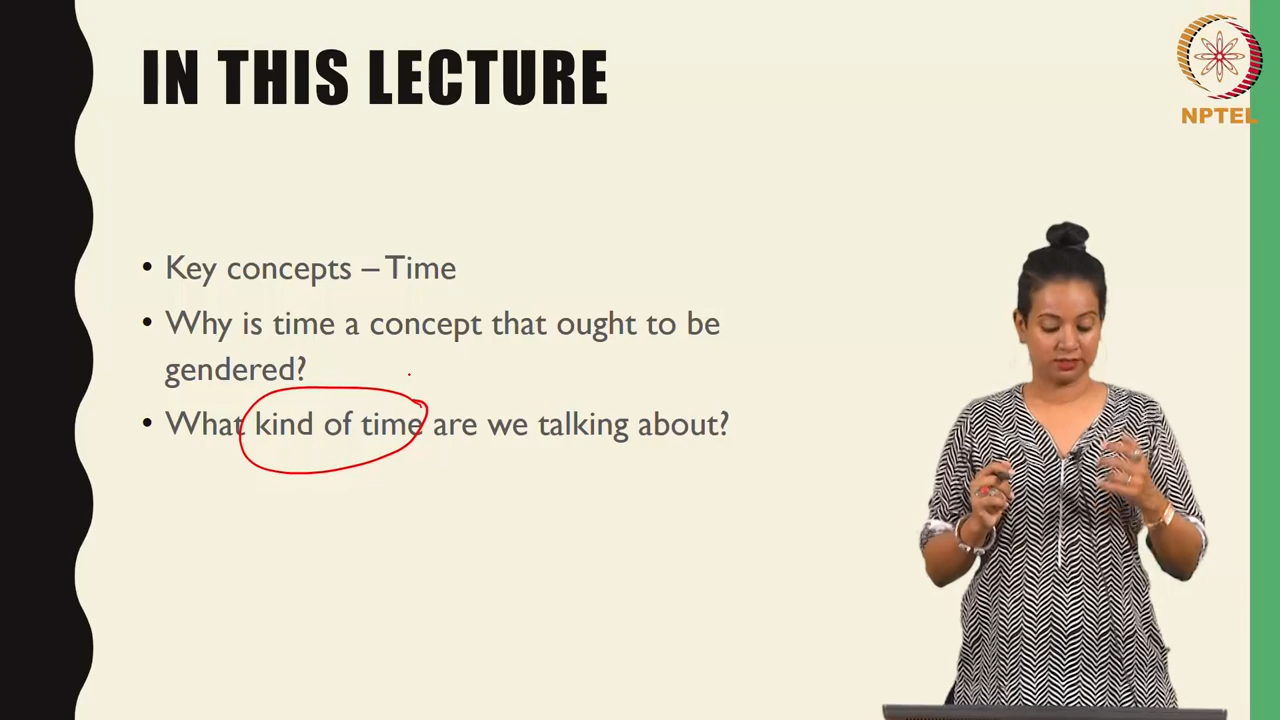 IN THIS LECTURE
NPTEL
• Key concepts – Time
• Why is time a concept that ought to be
gendered?
• What kind of time are we talking about?